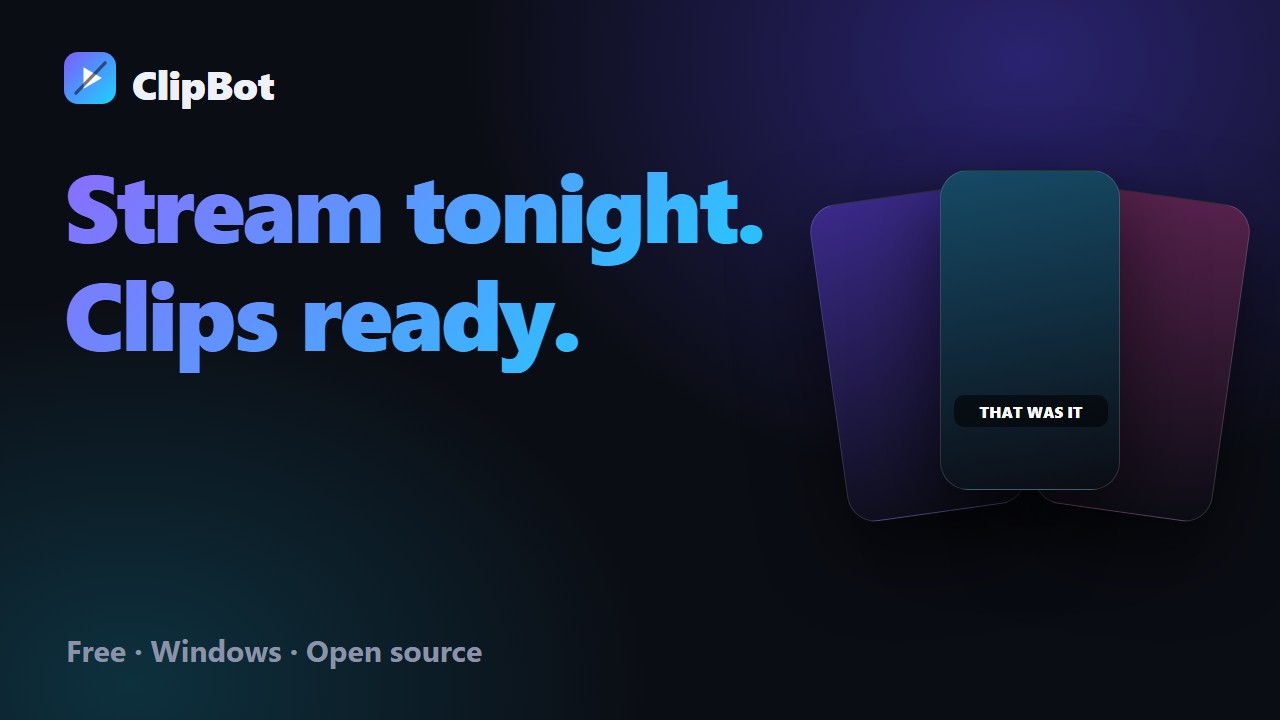 ClipBot
Stream tonight.
Clips ready.
THAT WAS IT
Free · Windows · Open source